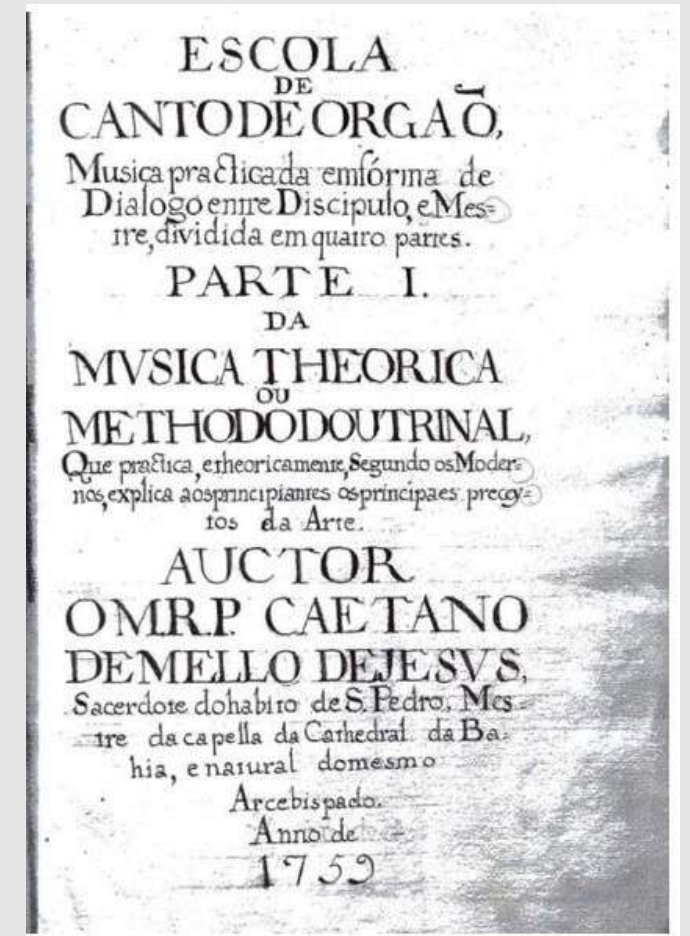 ESCOLA
DE
CANTO DE ORGAÕ,
Musica practicada em fórma de
Dialogo entre Discipulo, e Mes-
tre, dividida em quatro partes.
PARTE I.
DA
MVSICA THEORICA
OU
METHODO DOUTRINAL,
Que practica, e theoricamente, Segundo os Moder-
nos, explica aos principiantes os principaes precey-
tos da Arte.
AUCTOR
O M.R.P. CAETANO
DE MELLO DE JESVS,
Sacerdote do habito de S. Pedro, Mes-
tre da capella da Cathedral da Ba-
hia, e natural do mesmo
Arcebispado.
Anno de
1759